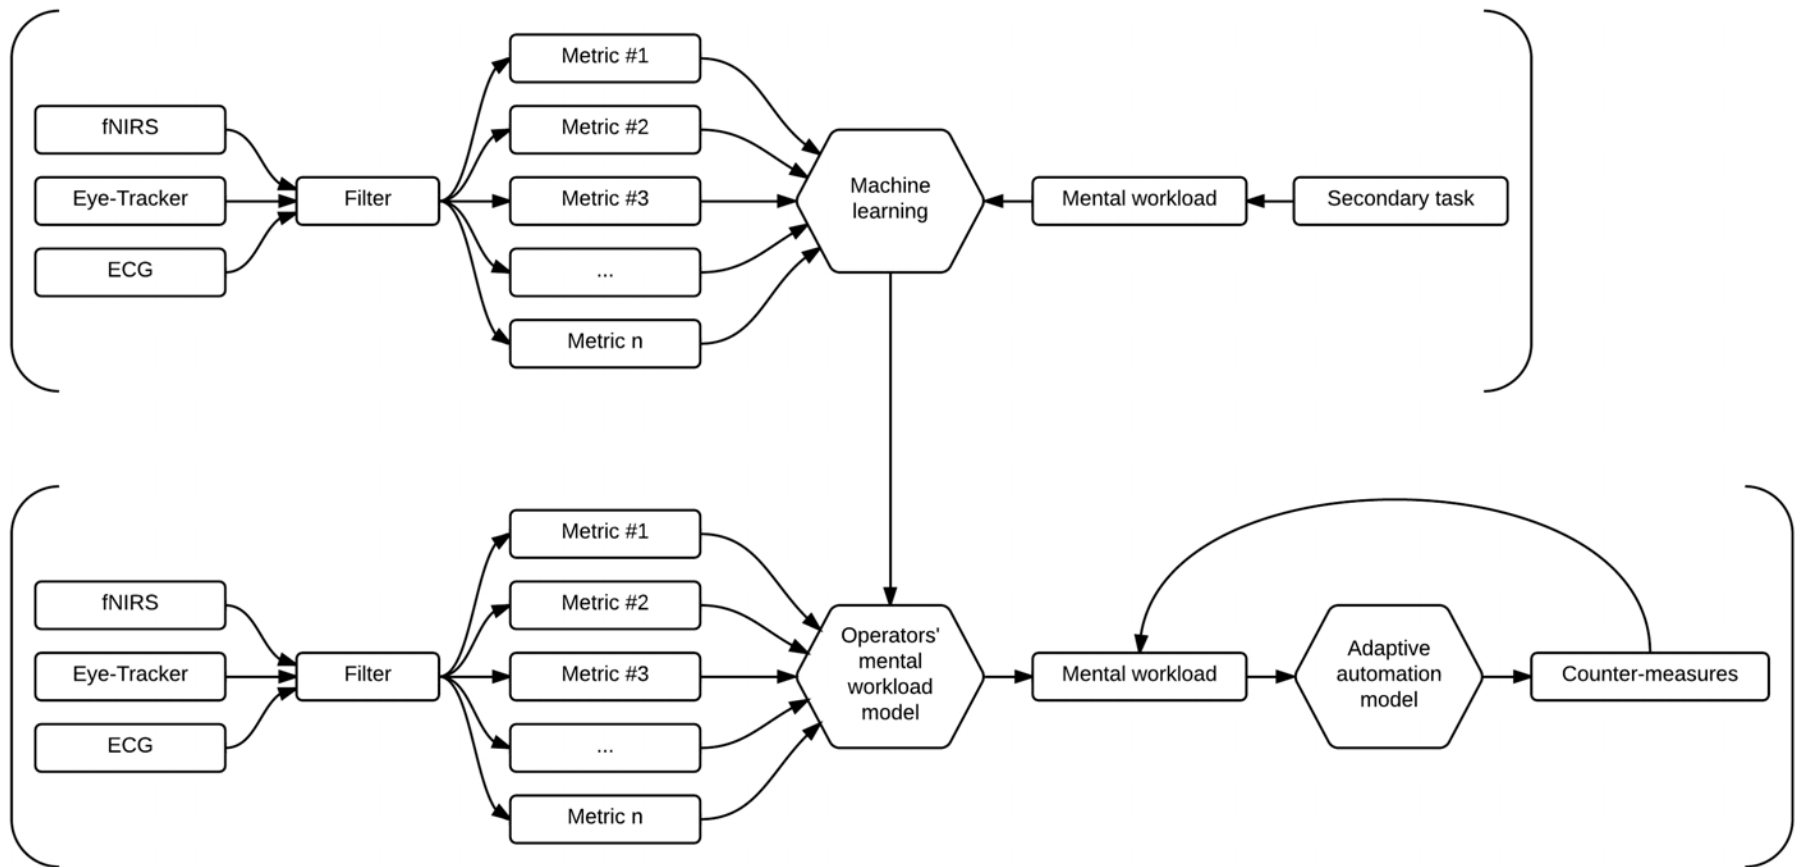 Metric #1
fNIRS
Metric #2
Eye-Tracker
Filter
Metric #3
Machine
learning
Mental workload
Secondary task
ECG
...
Metric n
Metric #1
fNIRS
Metric #2
Eye-Tracker
Filter
Metric #3
Operators'
mental
workload
model
Mental workload
Adaptive
automation
model
Counter-measures
ECG
...
Metric n